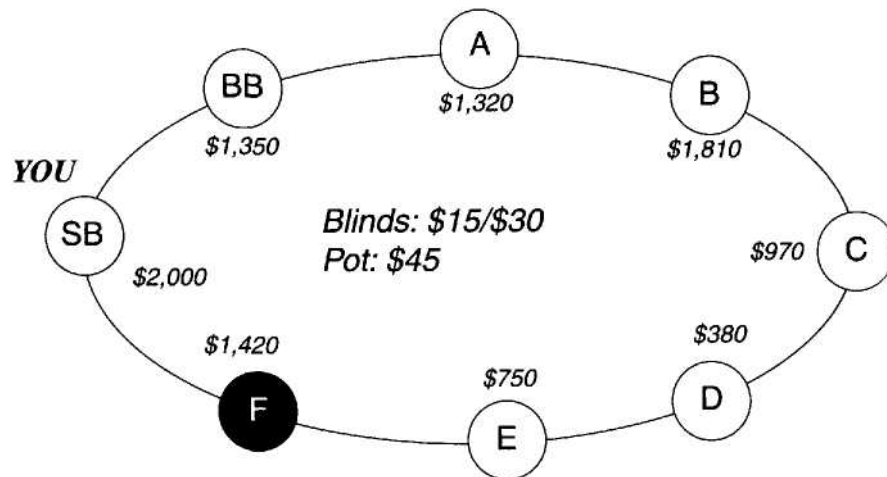 A
BB
B
$1,320
$1,350
$1,810
YOU
Blinds: $15/$30
SB
C
$970
Pot: $45
$2,000
$380
$1,420
$750
D
F
E